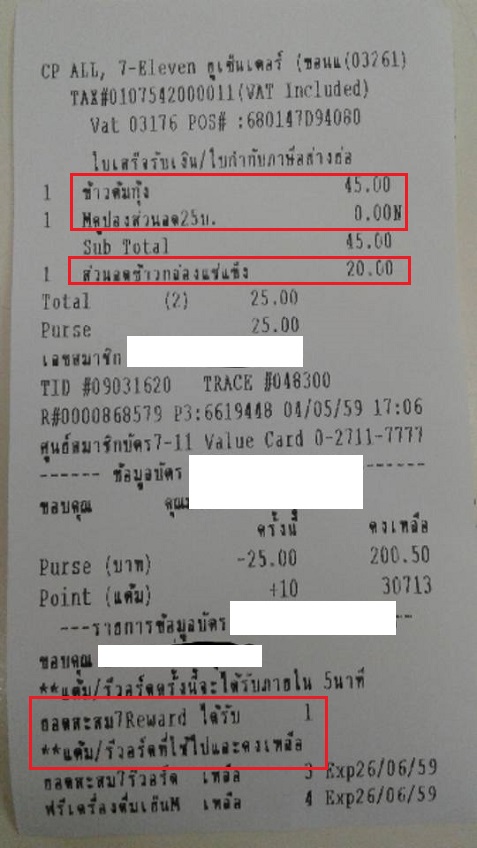 CP ALL, 7-Eleven ยูเซ็นเตอร์ (ขอนแ(03261)
TAX#0107542000011(VAT Included)
Vat 03176 POS# :680147D94080
ใบเสร็จรับเงิน/ใบกำกับภาษีอย่างย่อ
1 ข้าวต้มกุ้ง 45.00
1 Mคูปองส่วนลด25บ. 0.00N
Sub Total 45.00
1 ส่วนลดข้าวกล่องแช่แข็ง 20.00
Total (2) 25.00
Purse 25.00
เลขสมาชิก
TID #09031620 TRACE #048300
R#0000868579 P3:6619448 04/05/59 17:06
ศูนย์สมาชิกบัตร7-11 Value Card 0-2711-7777
------ ข้อมูลบัตร ------
ขอบคุณ
ครั้งนี้ คงเหลือ
Purse (บาท) -25.00 200.50
Point (แต้ม) +10 30713
---รายการข้อมูลบัตร
ขอบคุณ
**แต้ม/รีวอร์ดครั้งนี้จะได้รับภายใน 5นาที
ยอดสะสม7Reward ได้รับ 1
**แต้ม/รีวอร์ดที่ใช้ไปและคงเหลือ
ยอดสะสม7รีวอร์ด เหลือ 3 Exp26/06/59
ฟรีเครื่องดื่มเย็นM เหลือ 4 Exp26/06/59